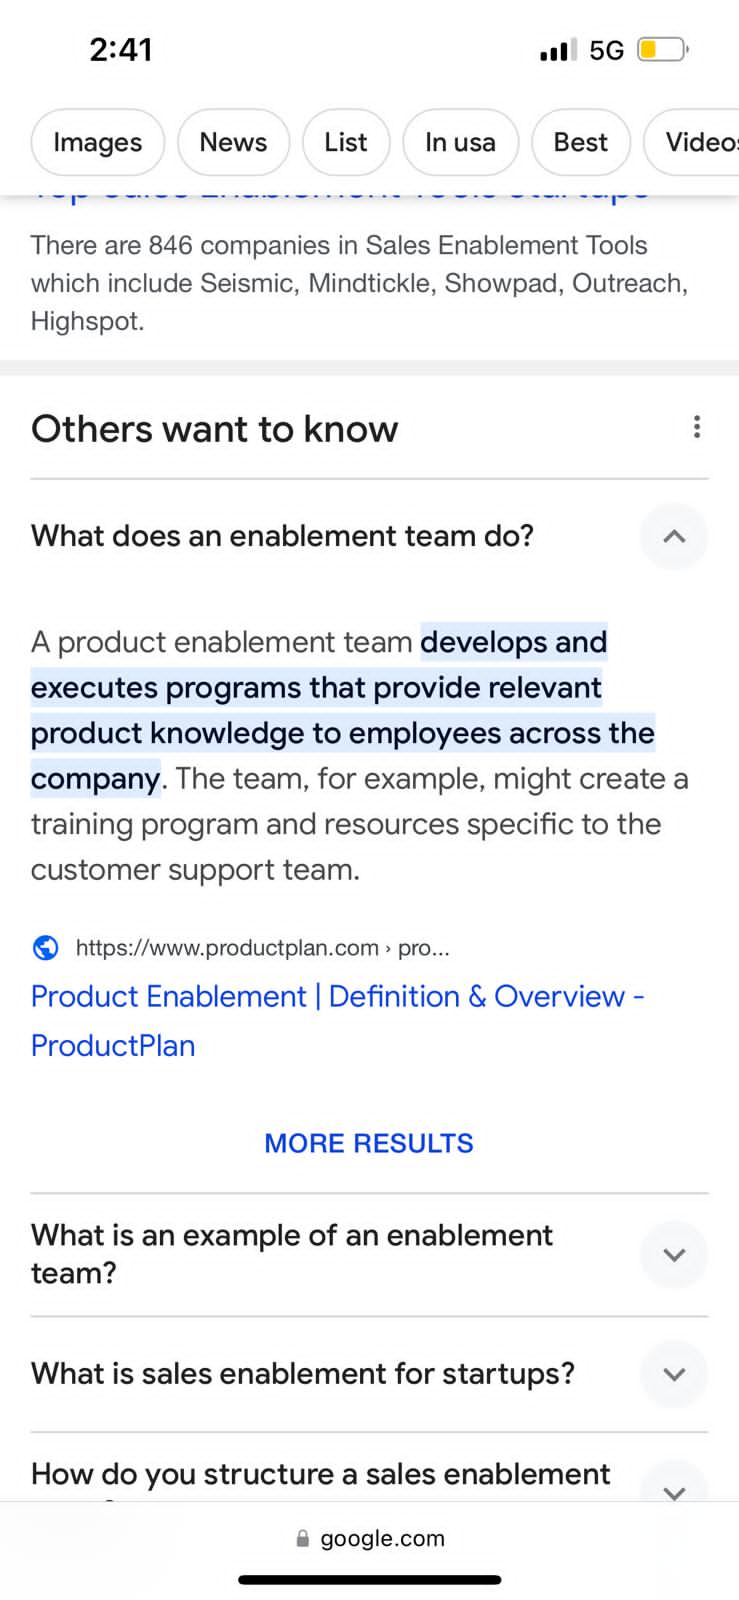 2:41
5G
Images
News
List
In usa
Best
Video
Top Sales Enablement Tools startups
There are 846 companies in Sales Enablement Tools
which include Seismic, Mindtickle, Showpad, Outreach,
Highspot.
Others want to know
What does an enablement team do?
A product enablement team develops and
executes programs that provide relevant
product knowledge to employees across the
company. The team, for example, might create a
training program and resources specific to the
customer support team.
https://www.productplan.com › pro...
Product Enablement | Definition & Overview -
ProductPlan
MORE RESULTS
What is an example of an enablement
team?
What is sales enablement for startups?
How do you structure a sales enablement
google.com